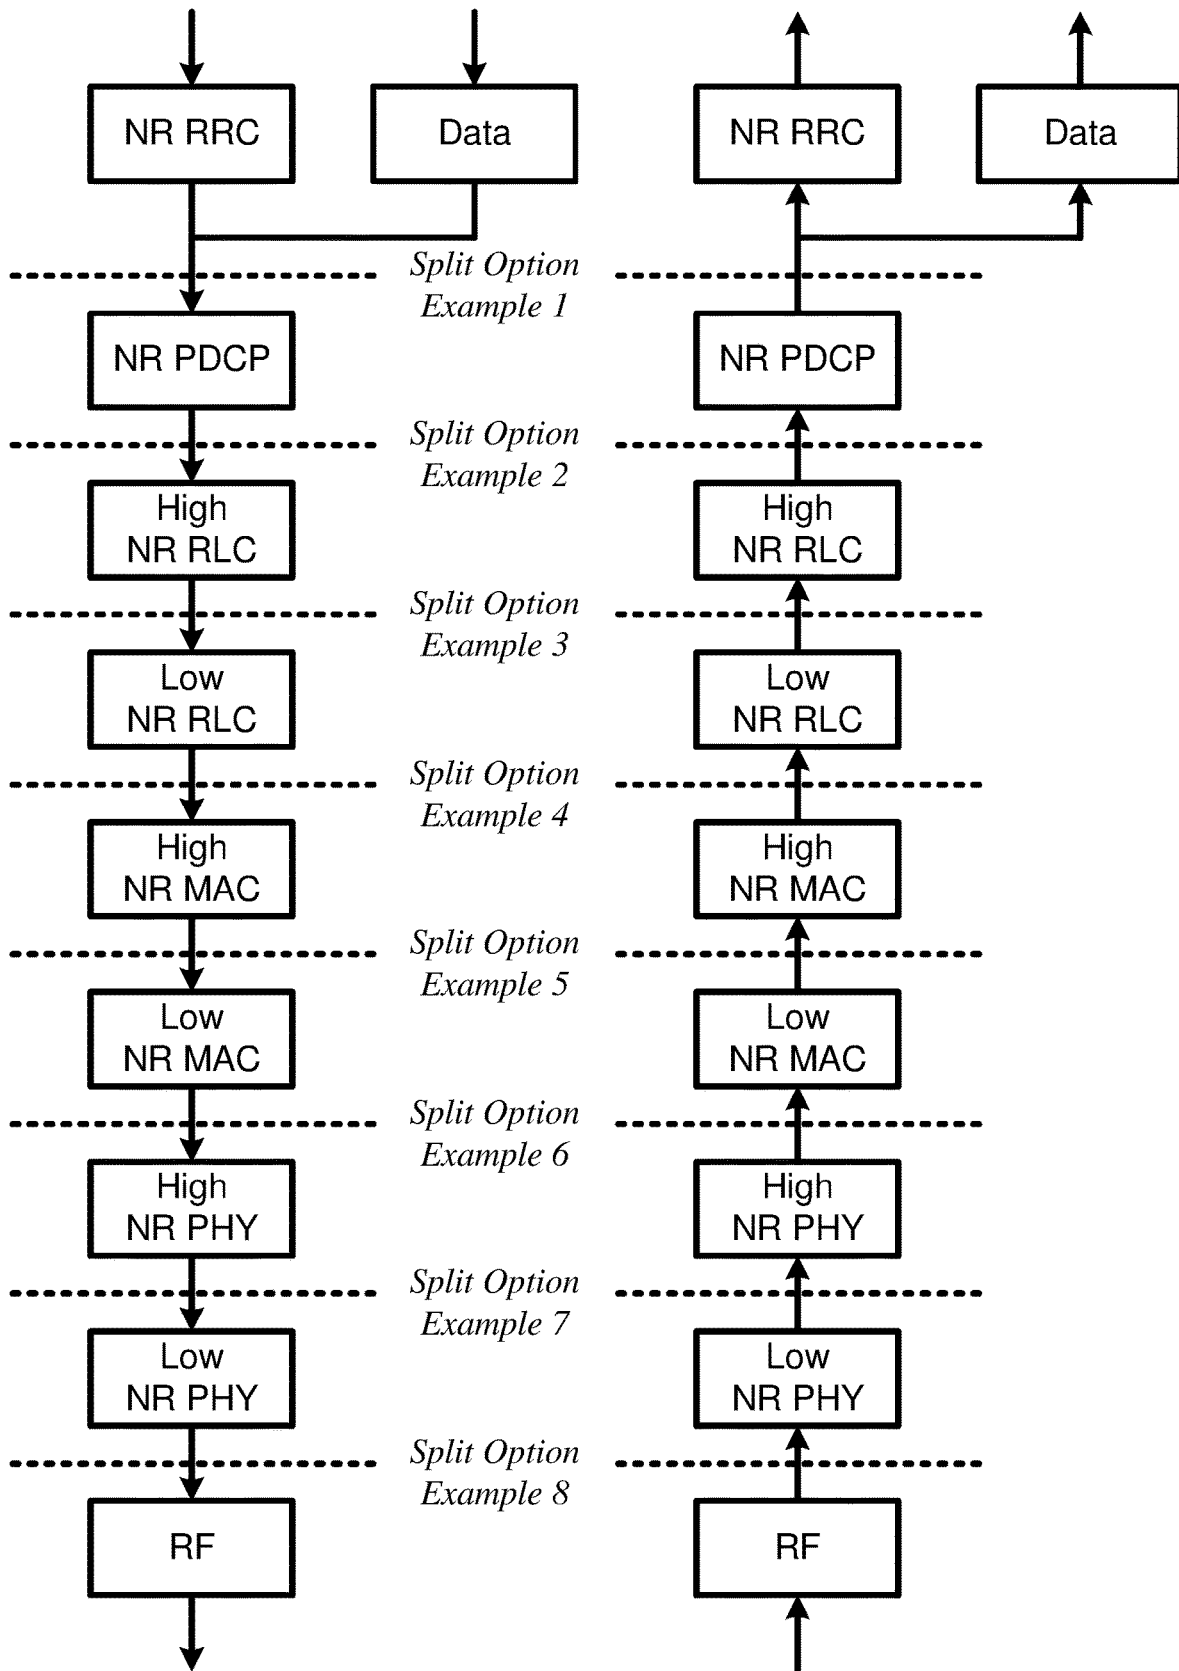 NR RRC
Data
NR RRC
Data
Split Option
Example 1
NR PDCP
NR PDCP
Split Option
Example 2
High
NR RLC
High
NR RLC
Split Option
Example 3
Low
NR RLC
Low
NR RLC
Split Option
Example 4
High
NR MAC
High
NR MAC
Split Option
Example 5
Low
NR MAC
Low
NR MAC
Split Option
Example 6
High
NR PHY
High
NR PHY
Split Option
Example 7
Low
NR PHY
Low
NR PHY
Split Option
Example 8
RF
RF